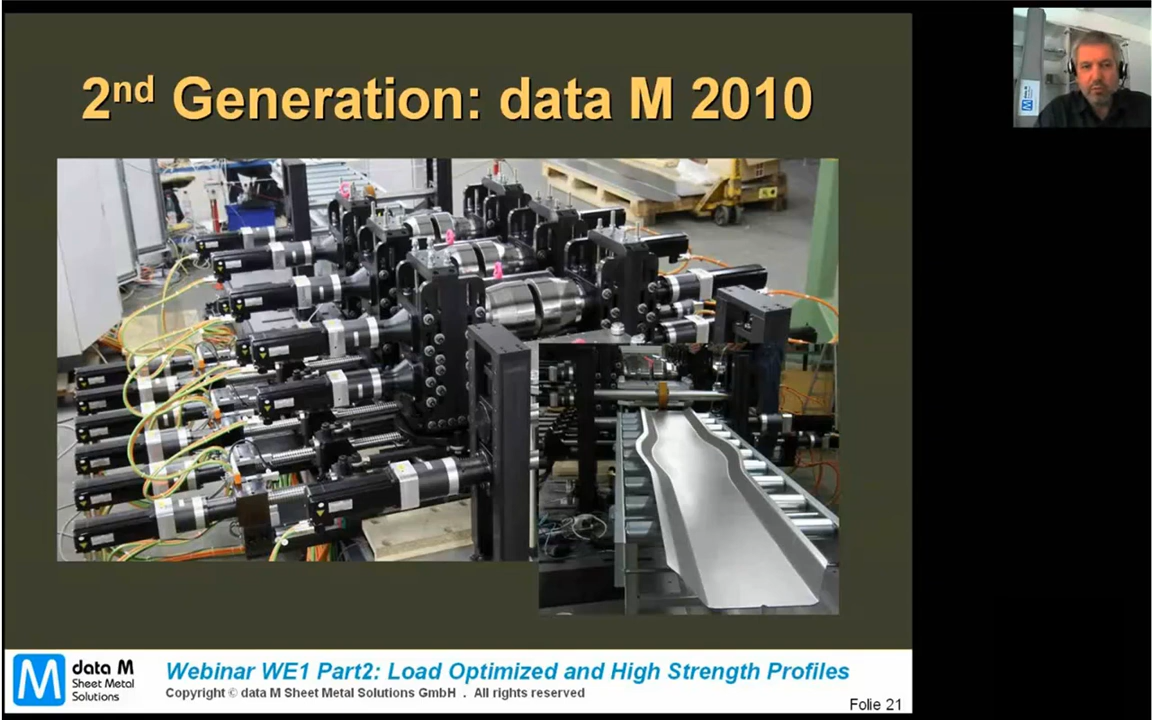 2nd Generation: data M 2010
M
data M
Sheet Metal
Solutions
Webinar WE1 Part2: Load Optimized and High Strength Profiles
Copyright © data M Sheet Metal Solutions GmbH . All rights reserved
Folie 21